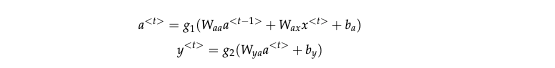 a^{<t>} = g_1(W_{aa}a^{<t-1>} + W_{ax}x^{<t>} + b_a)
y^{<t>} = g_2(W_{ya}a^{<t>} + b_y)